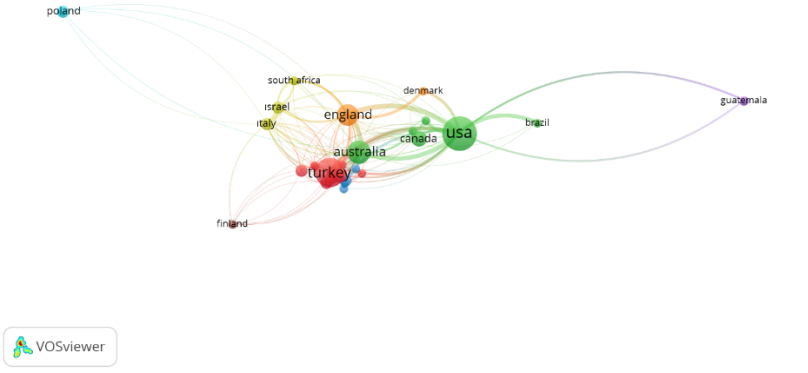 poland
south africa
denmark
israel
guatemala
england
italy
brazil
usa
canada
australia
turkey
finland
VOSviewer